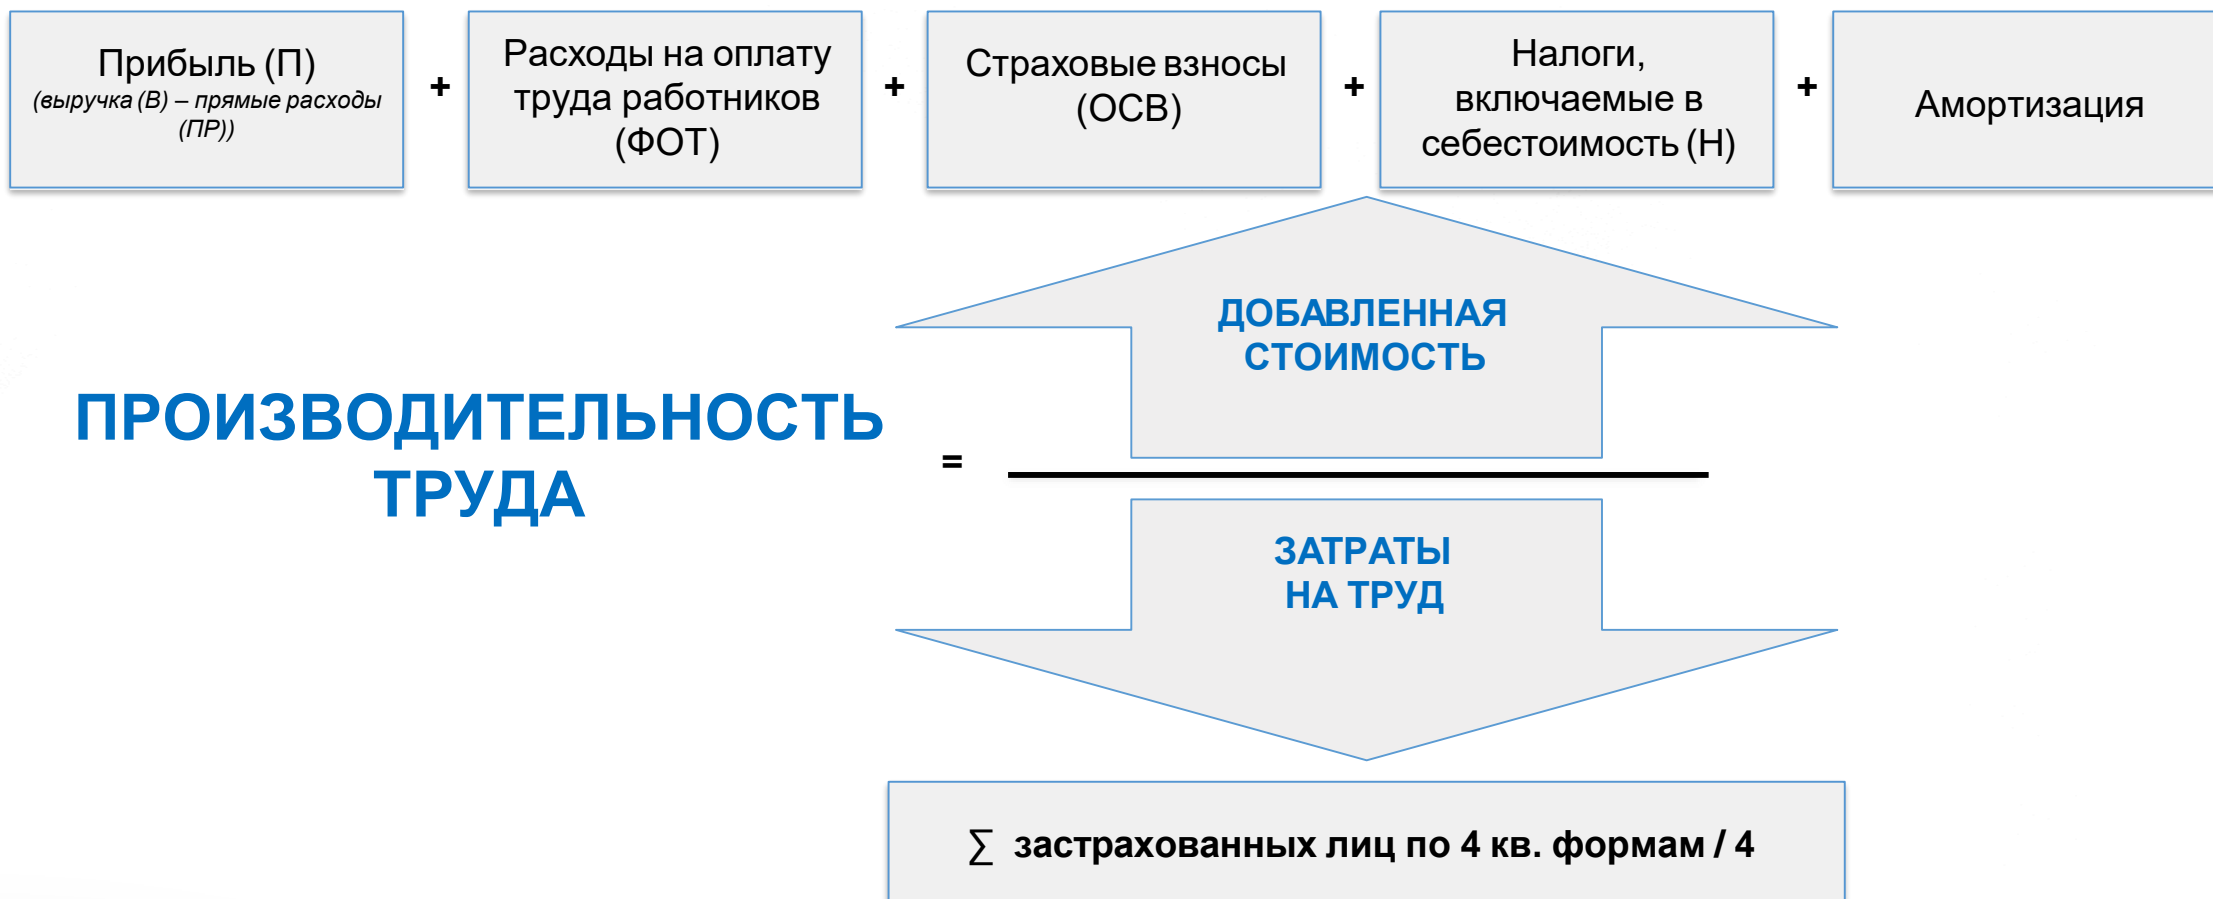 Прибыль (П)
(выручка (В) – прямые расходы
(ПР))
+
Расходы на оплату
труда работников
(ФОТ)
+
Страховые взносы
(ОСВ)
+
Налоги,
включаемые в
себестоимость (Н)
+
Амортизация
ДОБАВЛЕННАЯ
СТОИМОСТЬ
ПРОИЗВОДИТЕЛЬНОСТЬ
ТРУДА
=
ЗАТРАТЫ
НА ТРУД
∑ застрахованных лиц по 4 кв. формам / 4